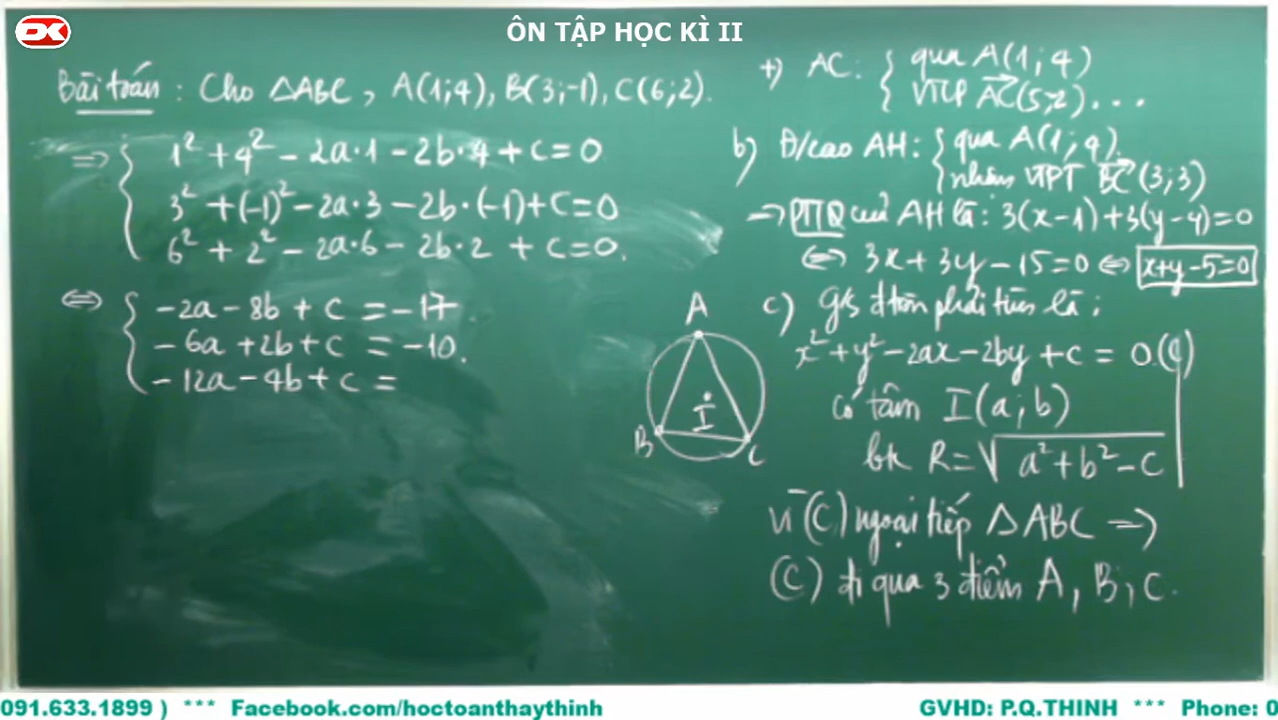 DK
ÔN TẬP HỌC KÌ II
Bài toán : Cho △ABC, A(1;4), B(3;-1), C(6;2).
=> { 1² + 4² - 2a·1 - 2b·4 + c = 0
3² + (-1)² - 2a·3 - 2b·(-1) + c = 0
6² + 2² - 2a·6 - 2b·2 + c = 0.
<=> { -2a - 8b + c = -17
-6a + 2b + c = -10.
-12a - 4b + c =
A
B
C
I
+) AC: { qua A(1;4)
VTCP AC→(5;2)...
b) Đ/cao AH: { qua A(1;4).
nhận VTPT BC→(3;3)
→ PTTQ của AH là: 3(x-1)+3(y-4)=0
<=> 3x + 3y - 15 = 0 <=> x+y-5=0
c) G/s đtròn phải tìm là:
x² + y² - 2ax - 2by + c = 0 (C)
có tâm I(a;b)
bk R = √a² + b² - c
Vì (C) ngoại tiếp △ABC →
(C) đi qua 3 điểm A, B, C.
091.633.1899 ) *** Facebook.com/hoctoanthaythinh GVHD: P.Q.THINH *** Phone: 0